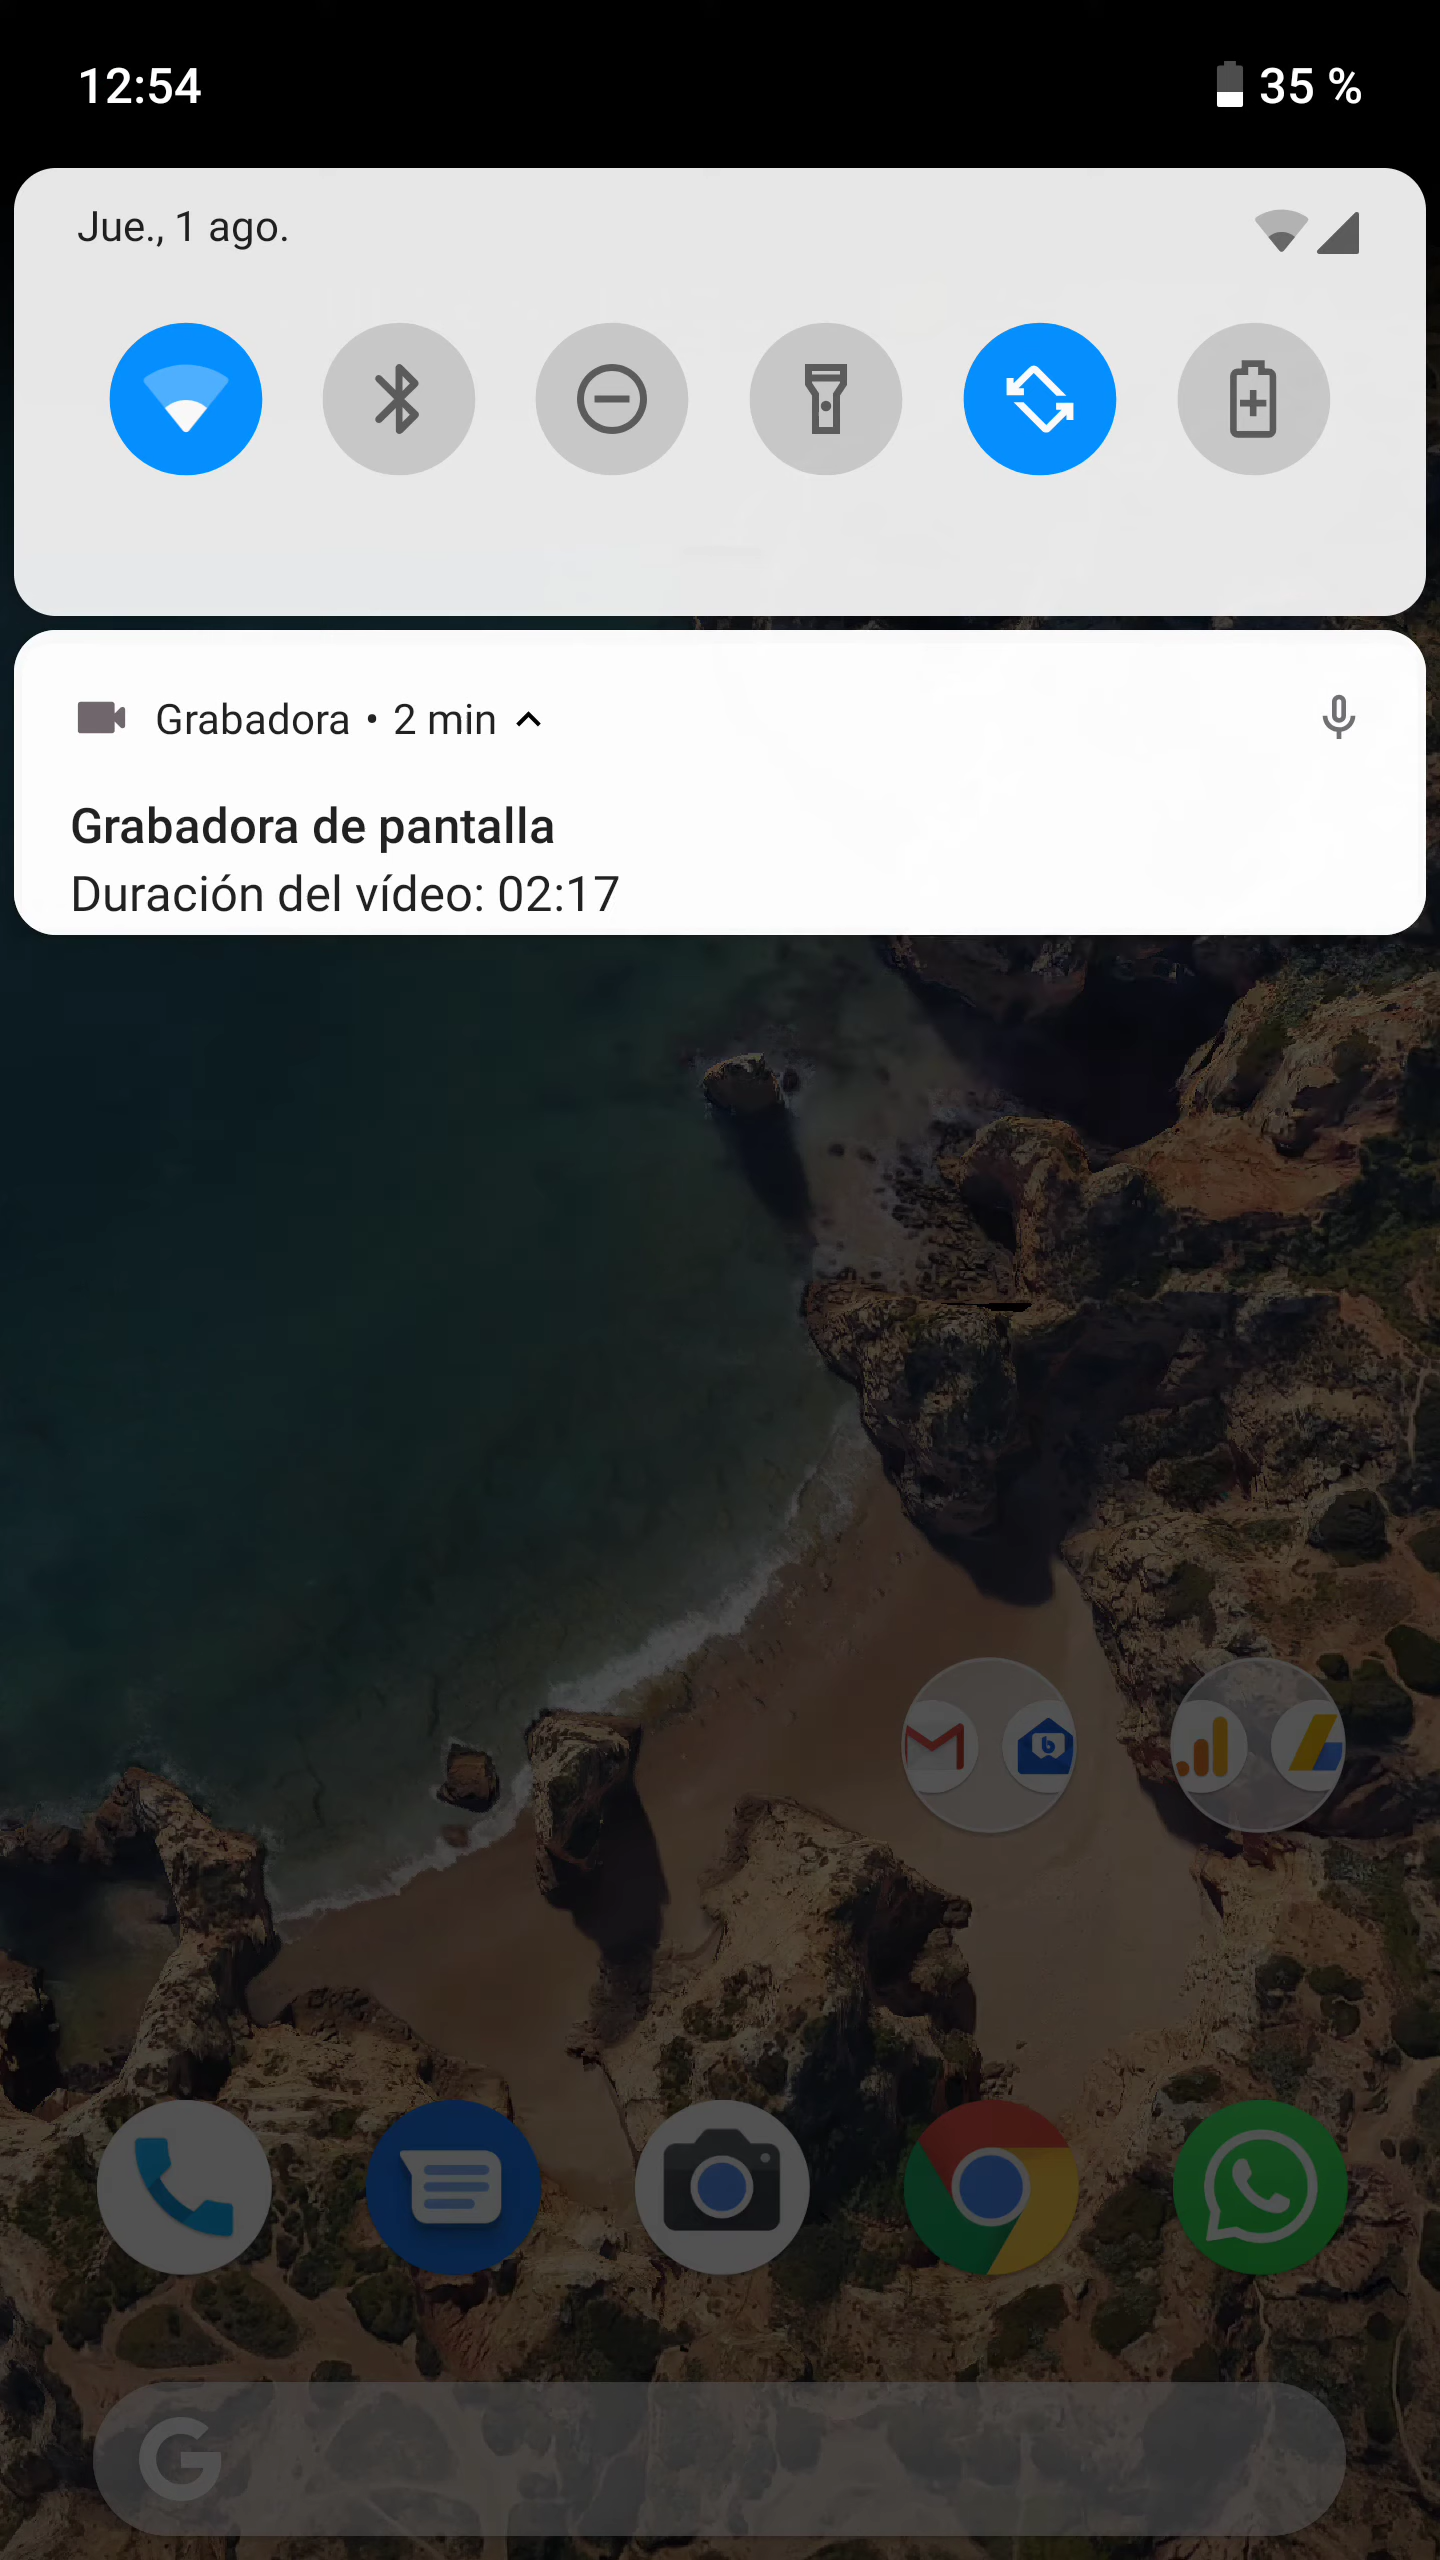 12:54
35 %
Jue., 1 ago.
Grabadora • 2 min
Grabadora de pantalla
Duración del vídeo: 02:17